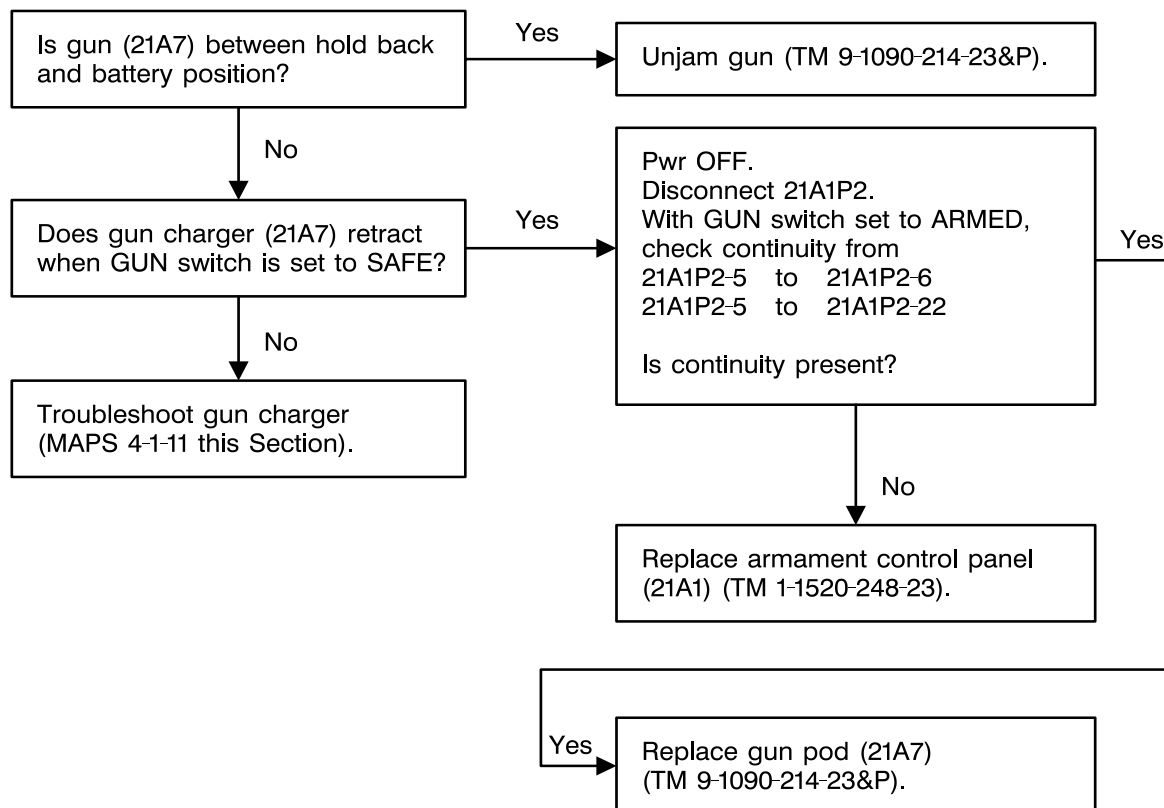 Is gun (21A7) between hold back
and battery position?
Yes
Unjam gun (TM 9-1090-214-23&P).
No
Does gun charger (21A7) retract
when GUN switch is set to SAFE?
Yes
Pwr OFF.
Disconnect 21A1P2.
With GUN switch set to ARMED,
check continuity from
21A1P2-5 to 21A1P2-6
21A1P2-5 to 21A1P2-22
Is continuity present?
Yes
No
Troubleshoot gun charger
(MAPS 4-1-11 this Section).
No
Replace armament control panel
(21A1) (TM 1-1520-248-23).
Yes
Replace gun pod (21A7)
(TM 9-1090-214-23&P).